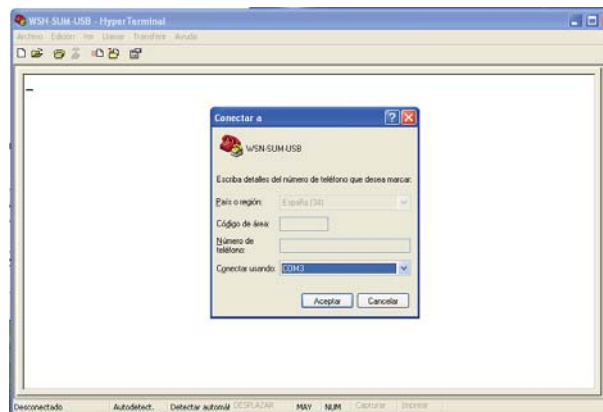 WSN-SUM-USB - HyperTerminal
Archivo Edición Ver Llamar Transferir Ayuda
Conectar a
WSN-SUM-USB
Escriba detalles del número de teléfono que desea marcar:
País o región: España (34)
Código de área:
Número de
teléfono:
Conectar usando: COM3
Aceptar Cancelar
Desconectado Autodetect. Detectar automát DESPLAZAR MAY NUM Capturar Imprimir